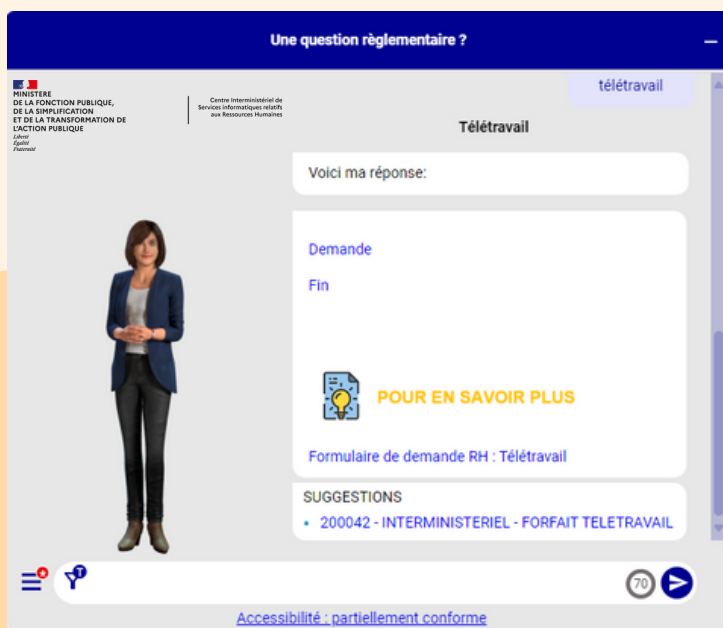 Une question règlementaire ?
MINISTERE
DE LA FONCTION PUBLIQUE,
DE LA SIMPLIFICATION
ET DE LA TRANSFORMATION DE
L'ACTION PUBLIQUE
Liberté
Égalité
Fraternité
Centre Interministériel de
Services informatiques relatifs
aux Ressources Humaines
télétravail
Télétravail
Voici ma réponse:
Demande
Fin
POUR EN SAVOIR PLUS
Formulaire de demande RH : Télétravail
SUGGESTIONS
• 200042 - INTERMINISTERIEL - FORFAIT TELETRAVAIL
T
70
Accessibilité : partiellement conforme